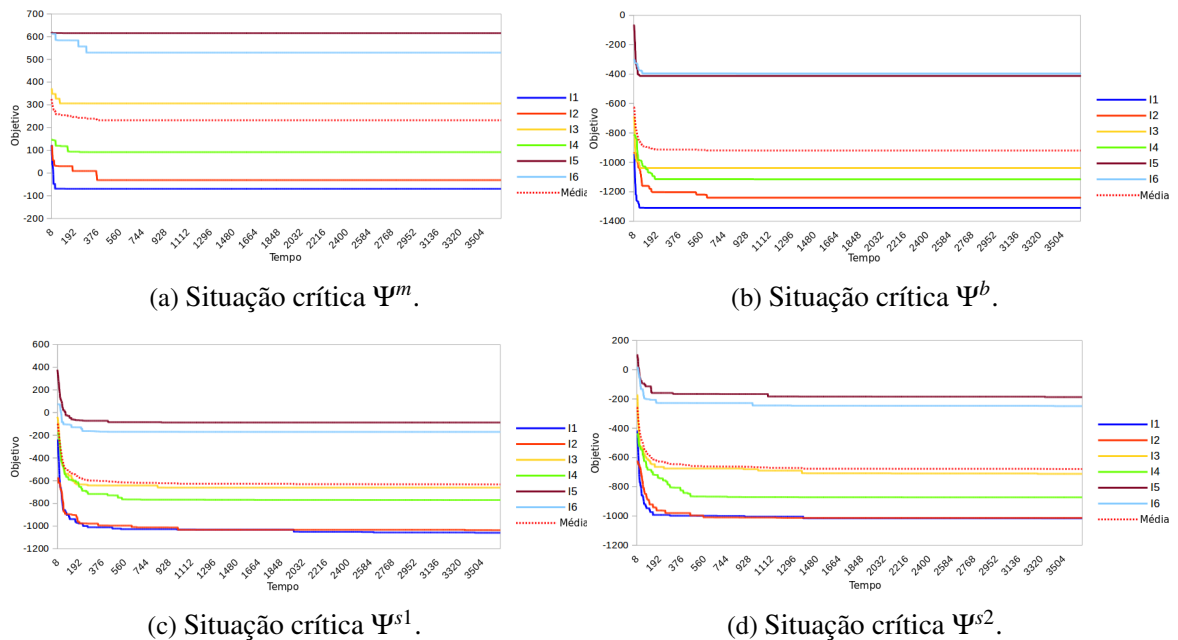 700
600
500
400
300
200
100
0
-100
-200
Objetivo
8
192
376
560
744
928
1112
1296
1480
1664
1848
2032
2216
2400
2584
2768
2952
3136
3320
3504
Tempo
I1
I2
I3
I4
I5
I6
Média
(a) Situação crítica Ψᵐ.
0
-200
-400
-600
-800
-1000
-1200
-1400
Objetivo
8
192
376
560
744
928
1112
1296
1480
1664
1848
2032
2216
2400
2584
2768
2952
3136
3320
3504
Tempo
I1
I2
I3
I4
I5
I6
Média
(b) Situação crítica Ψᵇ.
600
400
200
0
-200
-400
-600
-800
-1000
-1200
Objetivo
8
192
376
560
744
928
1112
1296
1480
1664
1848
2032
2216
2400
2584
2768
2952
3136
3320
3504
Tempo
I1
I2
I3
I4
I5
I6
Média
(c) Situação crítica Ψˢ¹.
200
0
-200
-400
-600
-800
-1000
-1200
Objetivo
8
192
376
560
744
928
1112
1296
1480
1664
1848
2032
2216
2400
2584
2768
2952
3136
3320
3504
Tempo
I1
I2
I3
I4
I5
I6
Média
(d) Situação crítica Ψˢ².